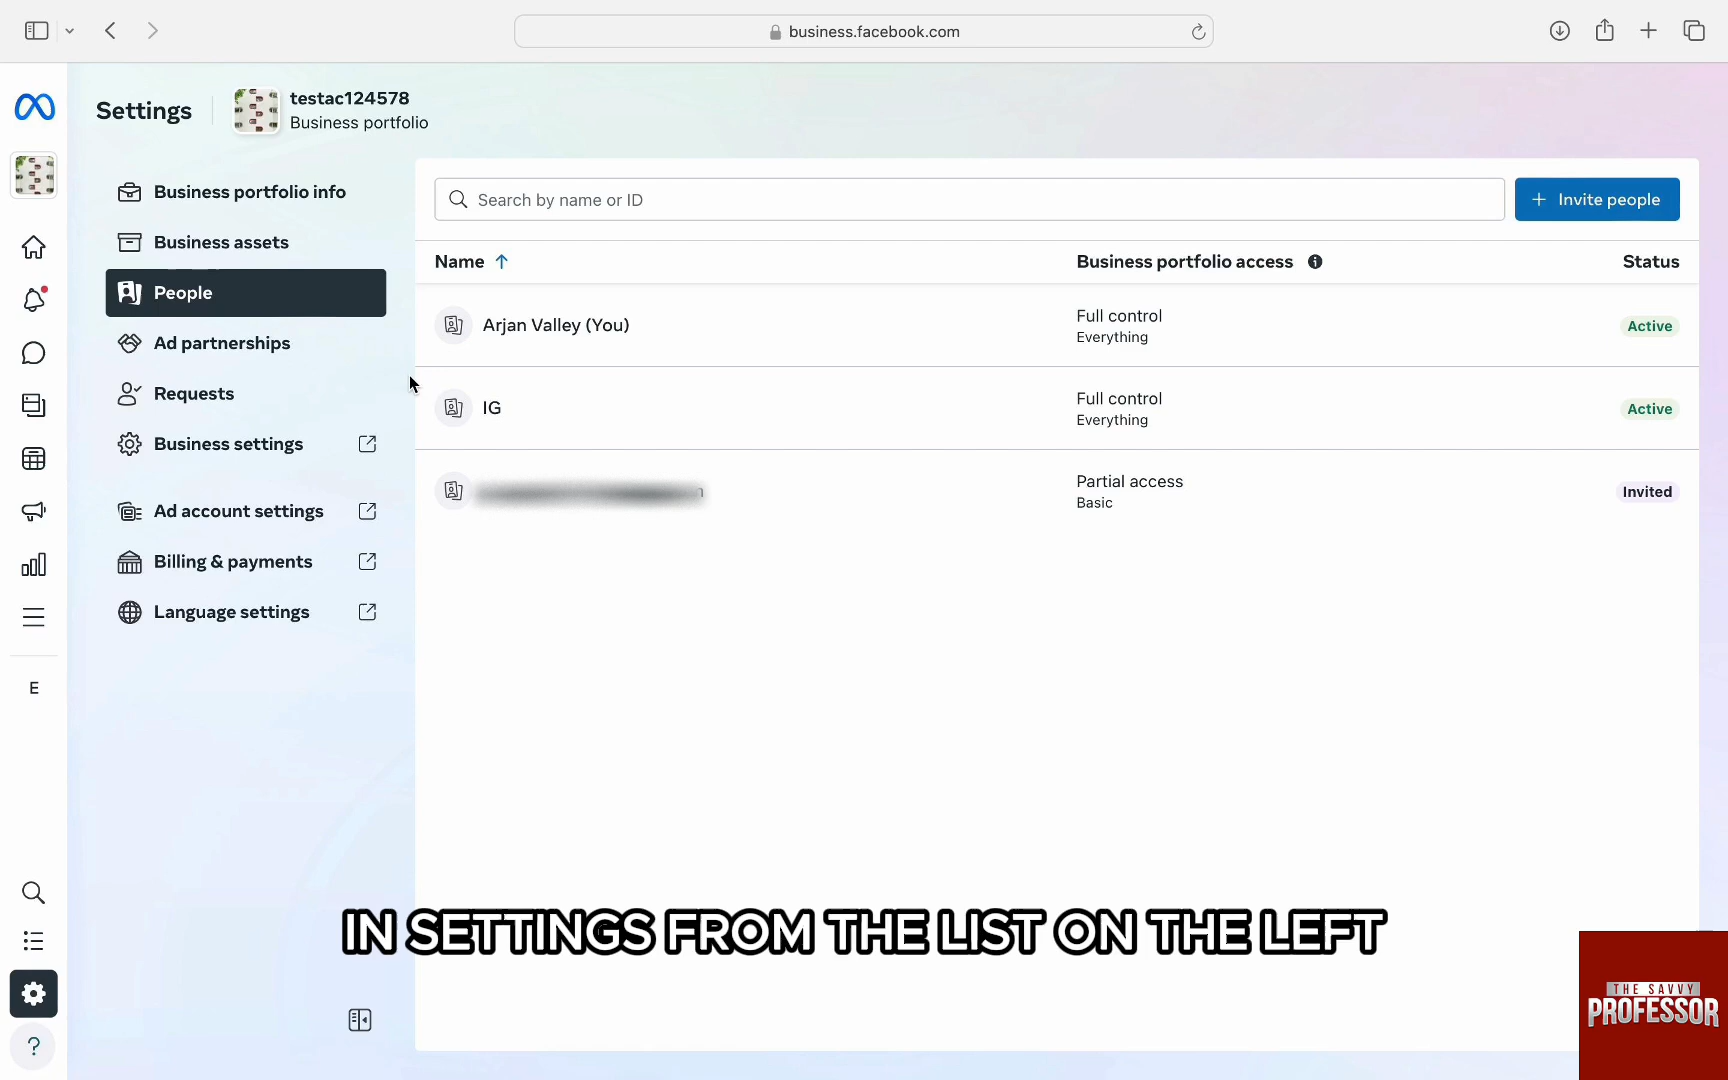 business.facebook.com
Settings
testac124578
Business portfolio
Business portfolio info
Business assets
People
Ad partnerships
Requests
Business settings
Ad account settings
Billing & payments
Language settings
E
?
Search by name or ID
+ Invite people
Name
Business portfolio access
Status
Arjan Valley (You)
Full control
Everything
Active
IG
Full control
Everything
Active
Partial access
Basic
Invited
IN SETTINGS FROM THE LIST ON THE LEFT
THE SAVVY
PROFESSOR